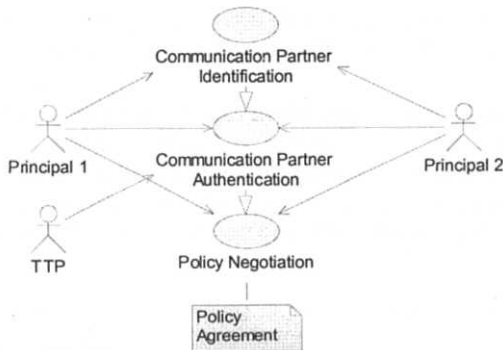 Communication Partner
Identification
Principal 1
Principal 2
Communication Partner
Authentication
TTP
Policy Negotiation
Policy
Agreement